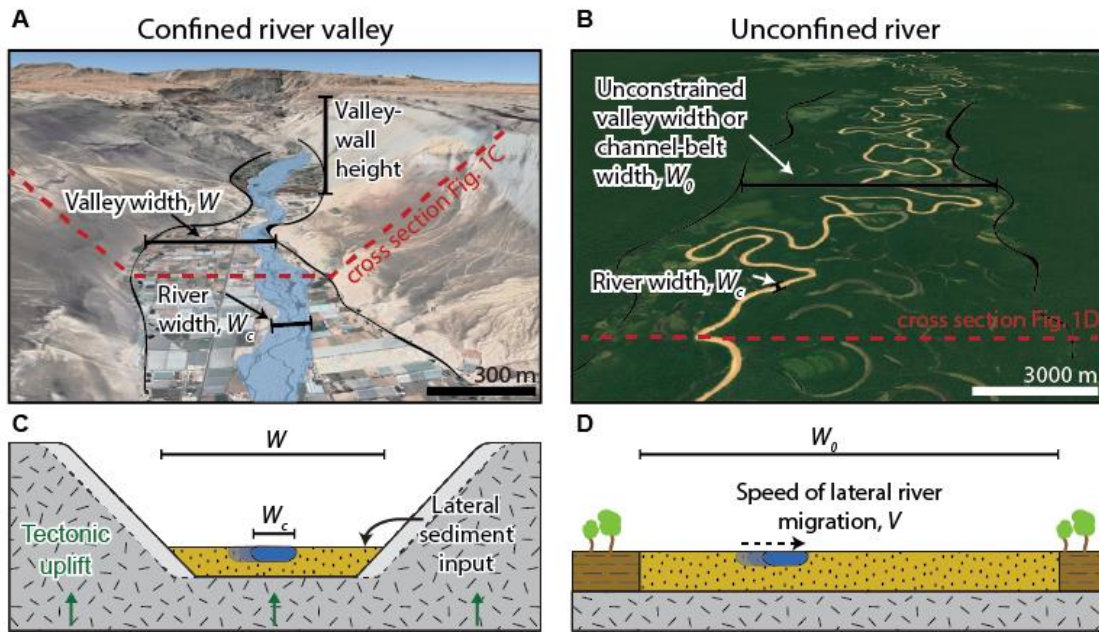 A
Confined river valley
Valley-
wall
height
Valley width, W
cross section Fig. 1C
River
width, Wc
300 m
B
Unconfined river
Unconstrained
valley width or
channel-belt
width, W0
River width, Wc
cross section Fig. 1D
3000 m
C
W
Wc
Lateral
sediment
input
Tectonic
uplift
D
W0
Speed of lateral river
migration, V